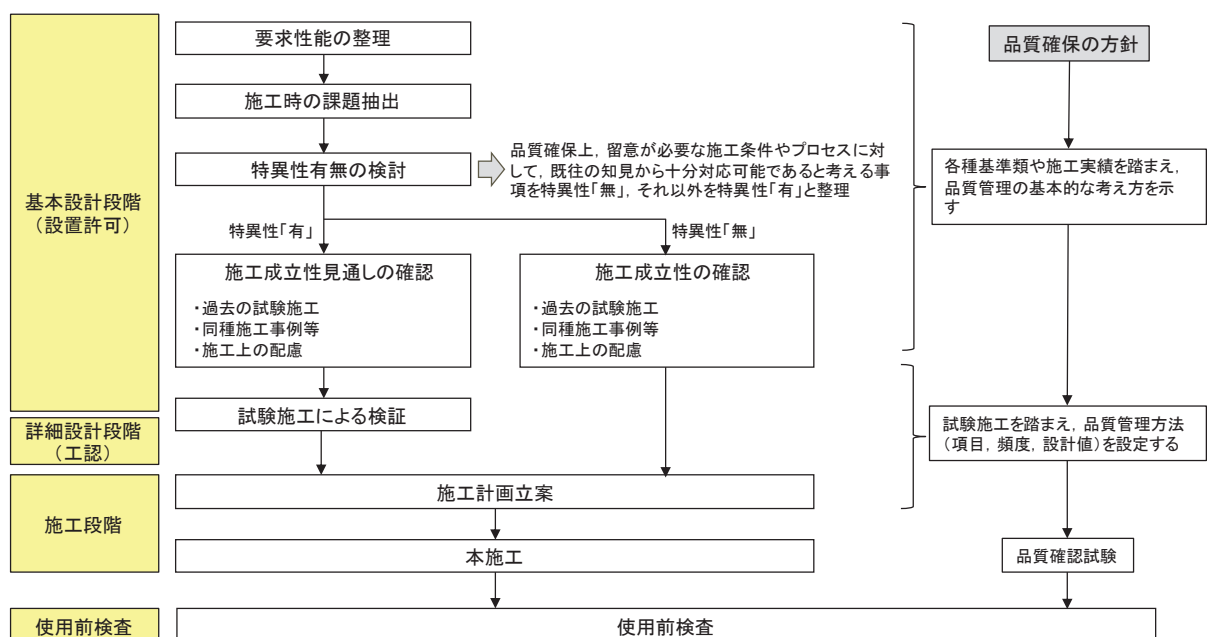 基本設計段階
（設置許可）
詳細設計段階
（工認）
施工段階
使用前検査
要求性能の整理
施工時の課題抽出
特異性有無の検討
品質確保上，留意が必要な施工条件やプロセスに対
して，既往の知見から十分対応可能であると考える事
項を特異性「無」，それ以外を特異性「有」と整理
特異性「有」
特異性「無」
施工成立性見通しの確認
・過去の試験施工
・同種施工事例等
・施工上の配慮
施工成立性の確認
・過去の試験施工
・同種施工事例等
・施工上の配慮
試験施工による検証
施工計画立案
本施工
使用前検査
品質確保の方針
各種基準類や施工実績を踏まえ，
品質管理の基本的な考え方を示
す
試験施工を踏まえ，品質管理方法
（項目，頻度，設計値）を設定する
品質確認試験